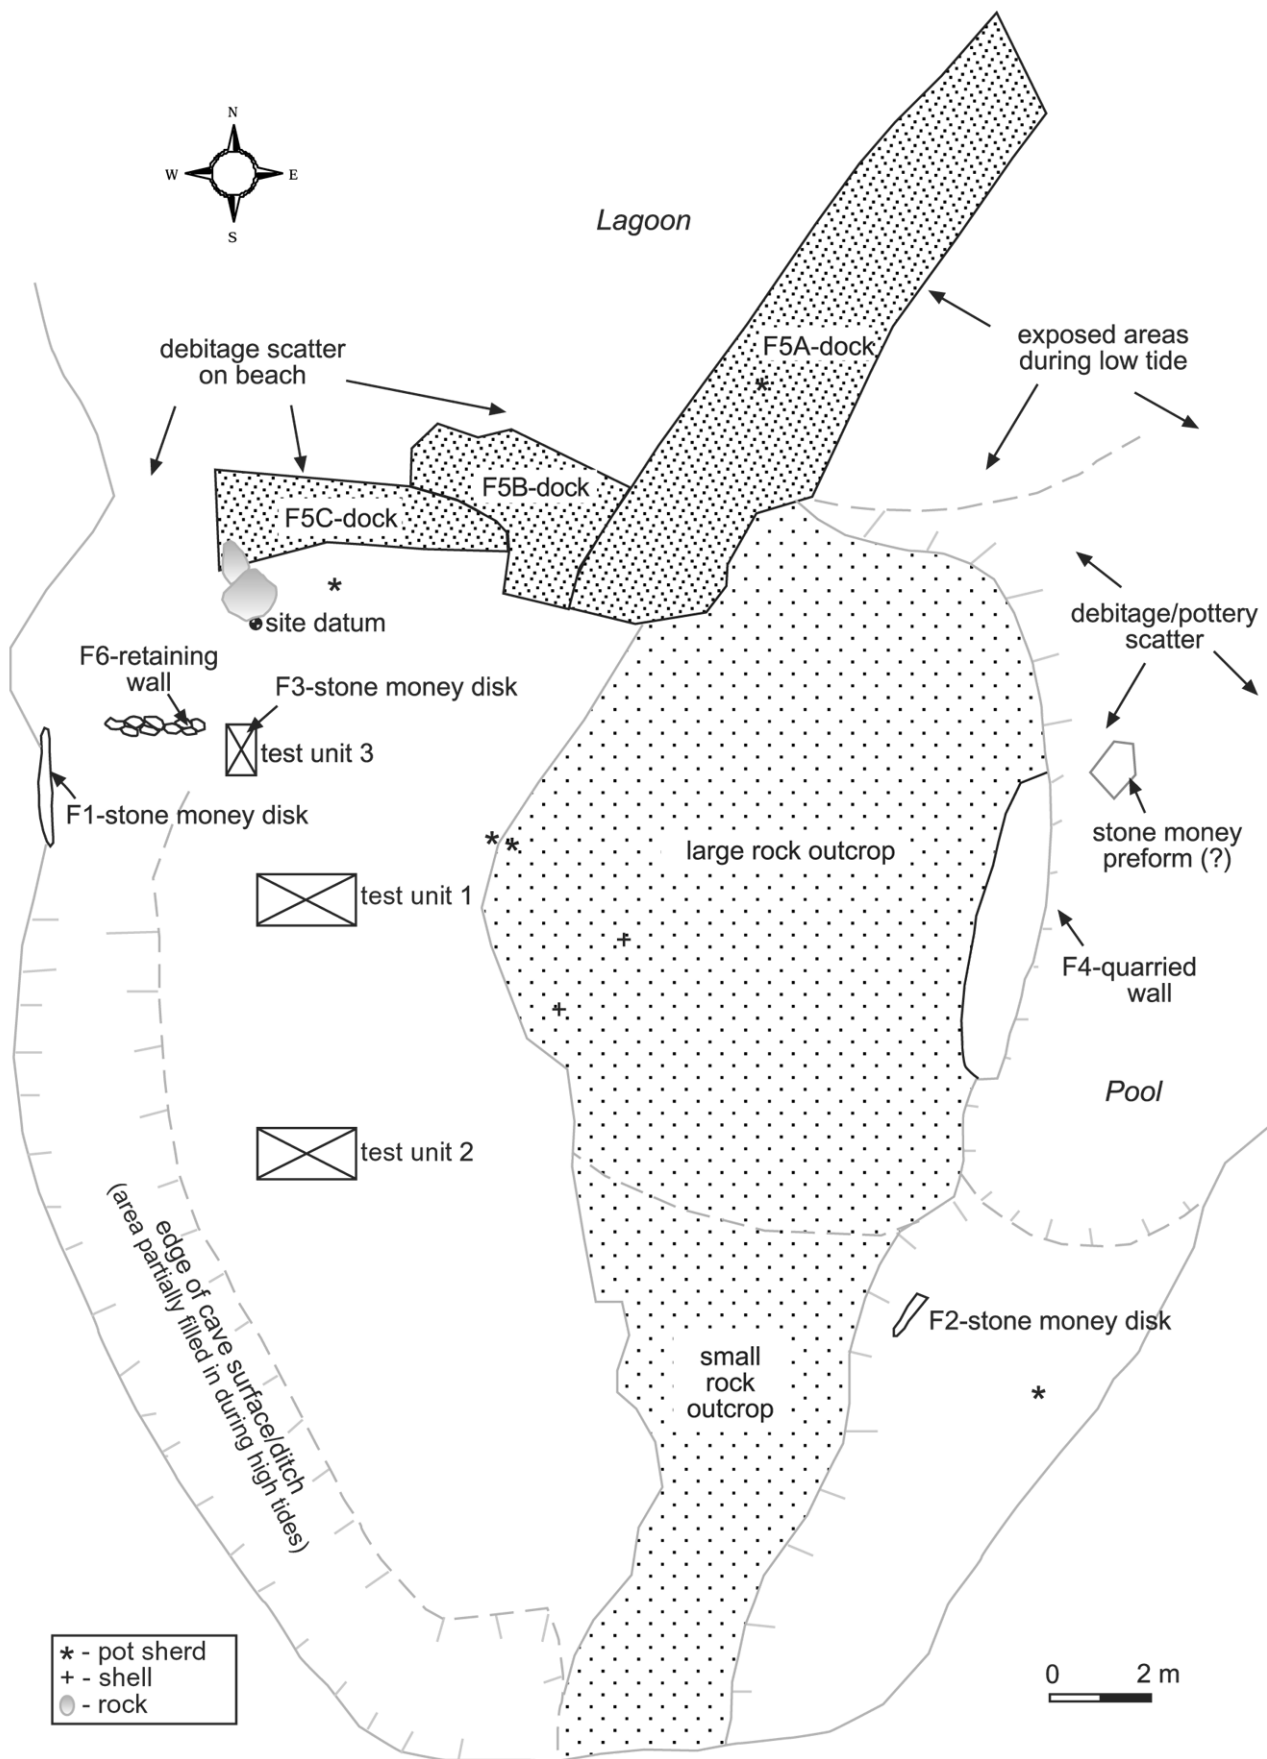 N
W E
S
Lagoon
F5A-dock
exposed areas
during low tide
debitage scatter
on beach
F5B-dock
F5C-dock
site datum
debitage/pottery
scatter
F6-retaining
wall
F3-stone money disk
test unit 3
F1-stone money disk
stone money
preform (?)
large rock outcrop
test unit 1
F4-quarried
wall
Pool
test unit 2
edge of cave surface/ditch
(area partially filled in during high tides)
F2-stone money disk
small
rock
outcrop
* - pot sherd
+ - shell
- rock
0 2 m